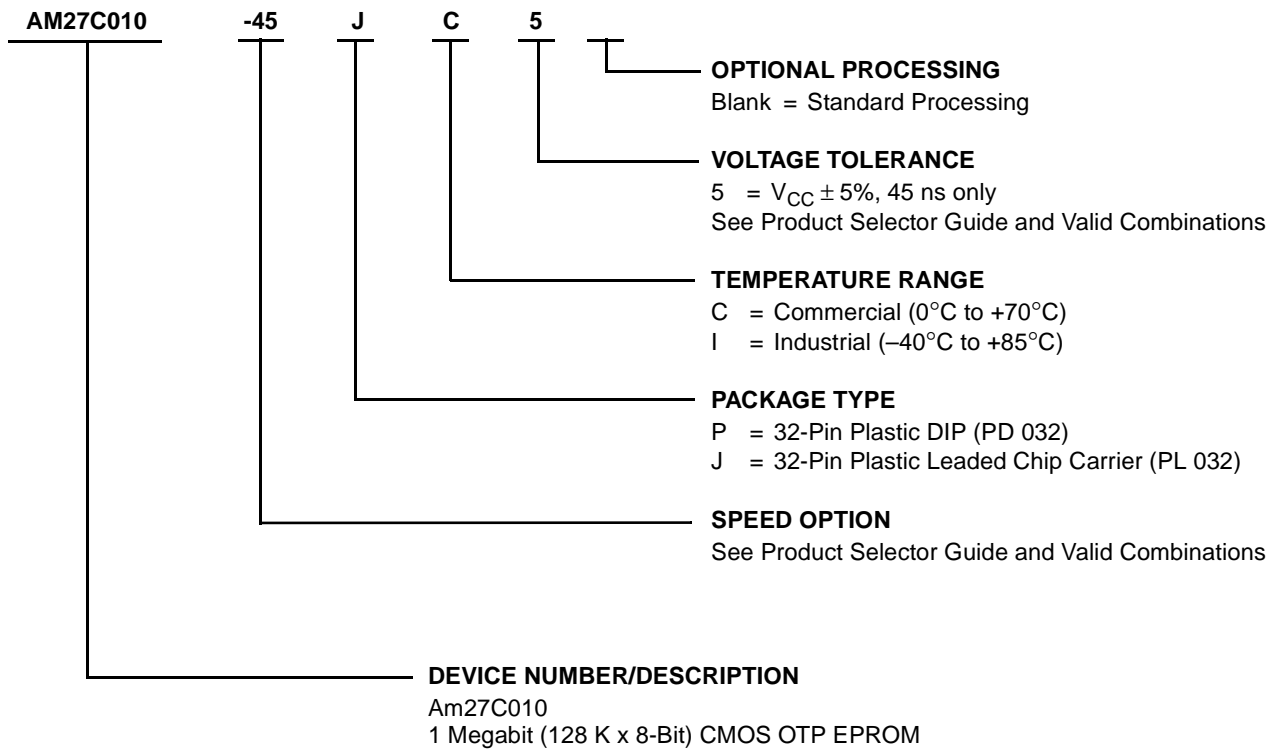 AM27C010 -45 J C 5
OPTIONAL PROCESSING
Blank = Standard Processing
VOLTAGE TOLERANCE
5 = VCC ± 5%, 45 ns only
See Product Selector Guide and Valid Combinations
TEMPERATURE RANGE
C = Commercial (0°C to +70°C)
I = Industrial (–40°C to +85°C)
PACKAGE TYPE
P = 32-Pin Plastic DIP (PD 032)
J = 32-Pin Plastic Leaded Chip Carrier (PL 032)
SPEED OPTION
See Product Selector Guide and Valid Combinations
DEVICE NUMBER/DESCRIPTION
Am27C010
1 Megabit (128 K x 8-Bit) CMOS OTP EPROM